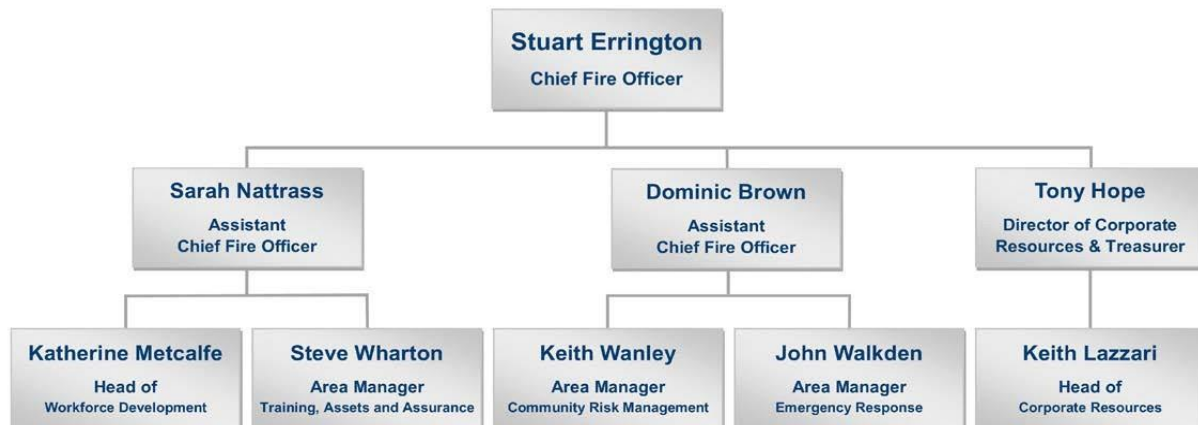 Stuart Errington
Chief Fire Officer
Sarah Nattrass
Assistant
Chief Fire Officer
Dominic Brown
Assistant
Chief Fire Officer
Tony Hope
Director of Corporate
Resources & Treasurer
Katherine Metcalfe
Head of
Workforce Development
Steve Wharton
Area Manager
Training, Assets and Assurance
Keith Wanley
Area Manager
Community Risk Management
John Walkden
Area Manager
Emergency Response
Keith Lazzari
Head of
Corporate Resources